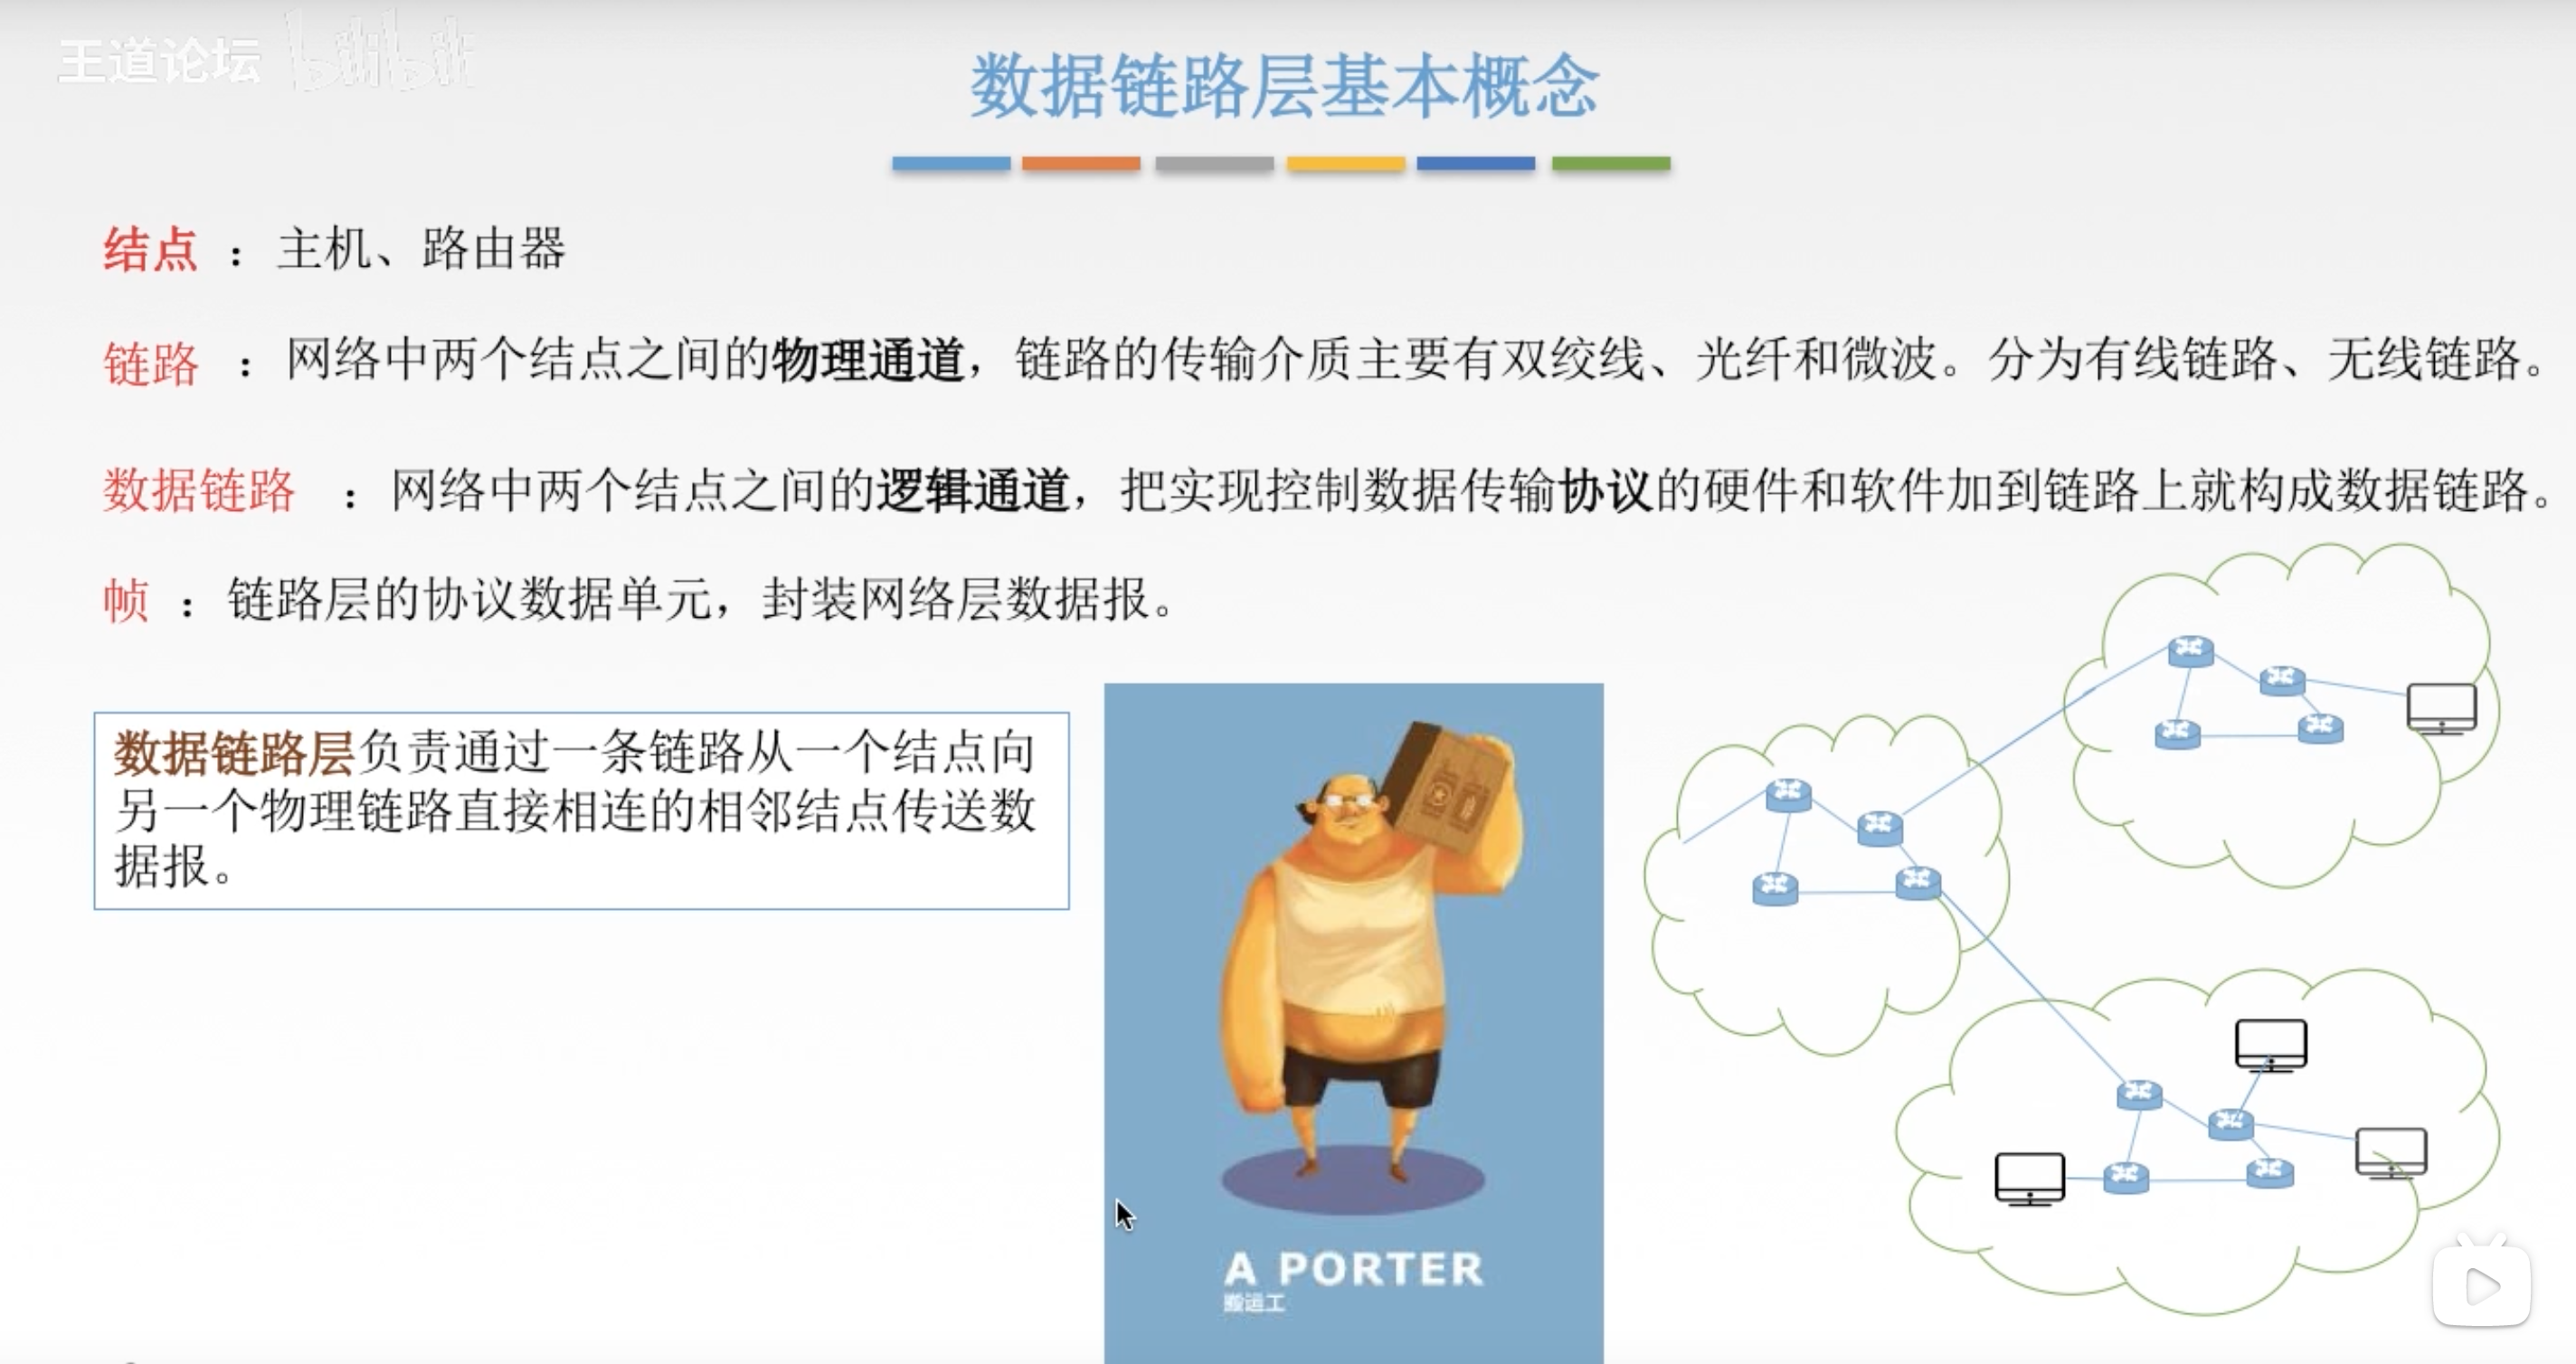 王道论坛 bilibili
数据链路层基本概念
结点 ： 主机、路由器
链路 ： 网络中两个结点之间的物理通道，链路的传输介质主要有双绞线、光纤和微波。分为有线链路、无线链路。
数据链路 ： 网络中两个结点之间的逻辑通道，把实现控制数据传输协议的硬件和软件加到链路上就构成数据链路。
帧 ： 链路层的协议数据单元，封装网络层数据报。
数据链路层负责通过一条链路从一个结点向
另一个物理链路直接相连的相邻结点传送数
据报。
A PORTER
搬运工